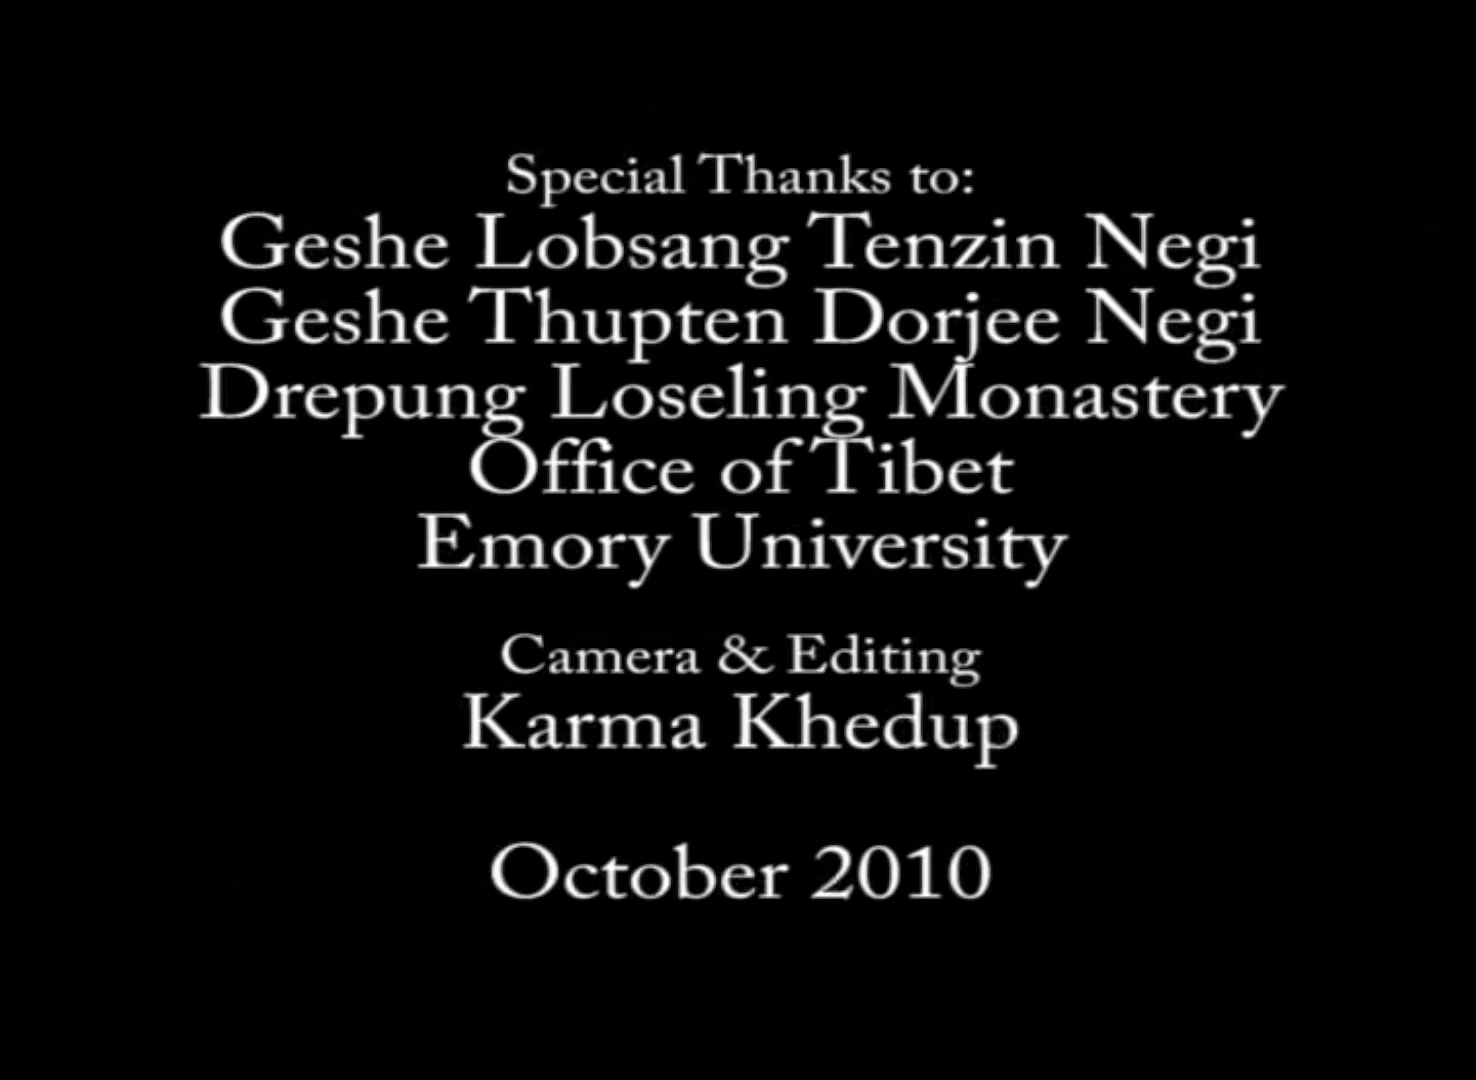 Special Thanks to:
Geshe Lobsang Tenzin Negi
Geshe Thupten Dorjee Negi
Drepung Loseling Monastery
Office of Tibet
Emory University
Camera & Editing
Karma Khedup
October 2010